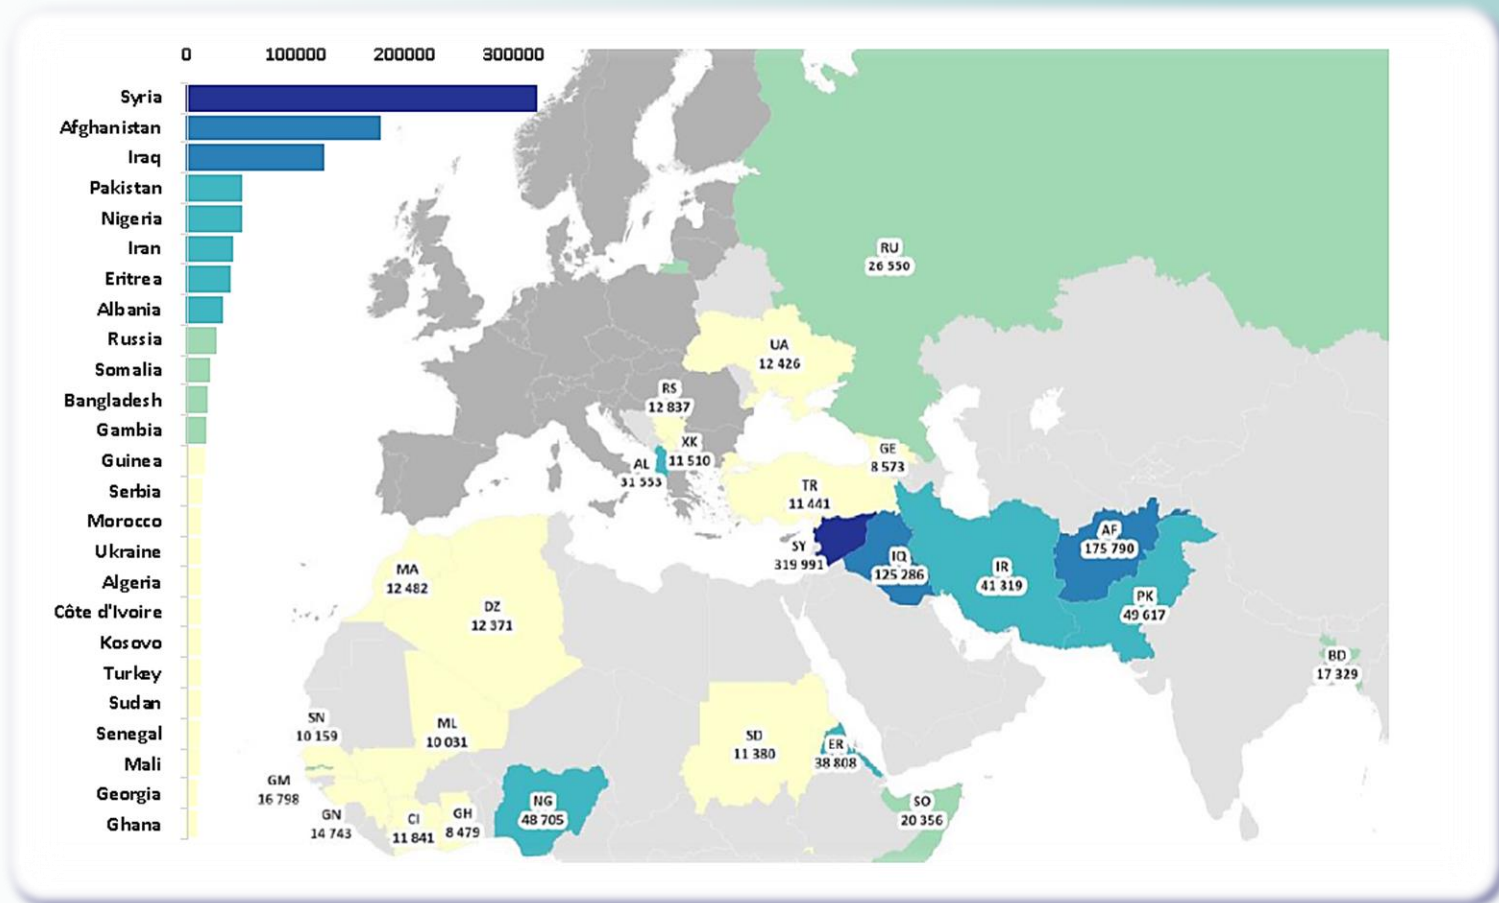 0 100000 200000 300000
Syria
Afghanistan
Iraq
Pakistan
Nigeria
Iran
Eritrea
Albania
Russia
Somalia
Bangladesh
Gambia
Guinea
Serbia
Morocco
Ukraine
Algeria
Côte d'Ivoire
Kosovo
Turkey
Sudan
Senegal
Mali
Georgia
Ghana
RU
26 550
UA
12 426
RS
12 837
XK
11 510
AL
31 553
GE
8 573
TR
11 441
SY
319 991
IQ
125 286
IR
41 319
AF
175 790
PK
49 617
BD
17 329
MA
12 482
DZ
12 371
SN
10 159
ML
10 031
SD
11 380
ER
38 808
GM
16 798
GN
14 743
CI
11 841
GH
8 479
NG
48 705
SO
20 356